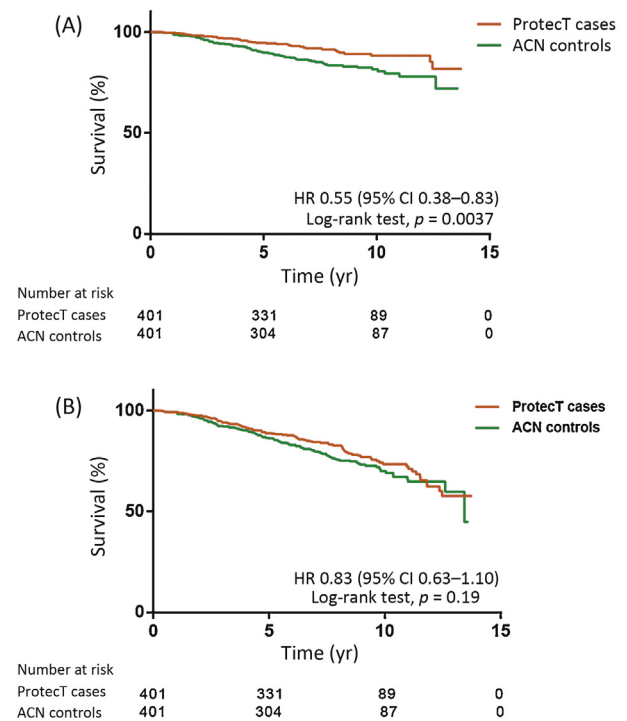 (A)
ProtecT cases
ACN controls
100
50
0
Survival (%)
HR 0.55 (95% CI 0.38–0.83)
Log-rank test, p = 0.0037
0 5 10 15
Time (yr)
Number at risk
ProtecT cases 401 331 89 0
ACN controls 401 304 87 0
(B)
ProtecT cases
ACN controls
100
50
0
Survival (%)
HR 0.83 (95% CI 0.63–1.10)
Log-rank test, p = 0.19
0 5 10 15
Time (yr)
Number at risk
ProtecT cases 401 331 89 0
ACN controls 401 304 87 0